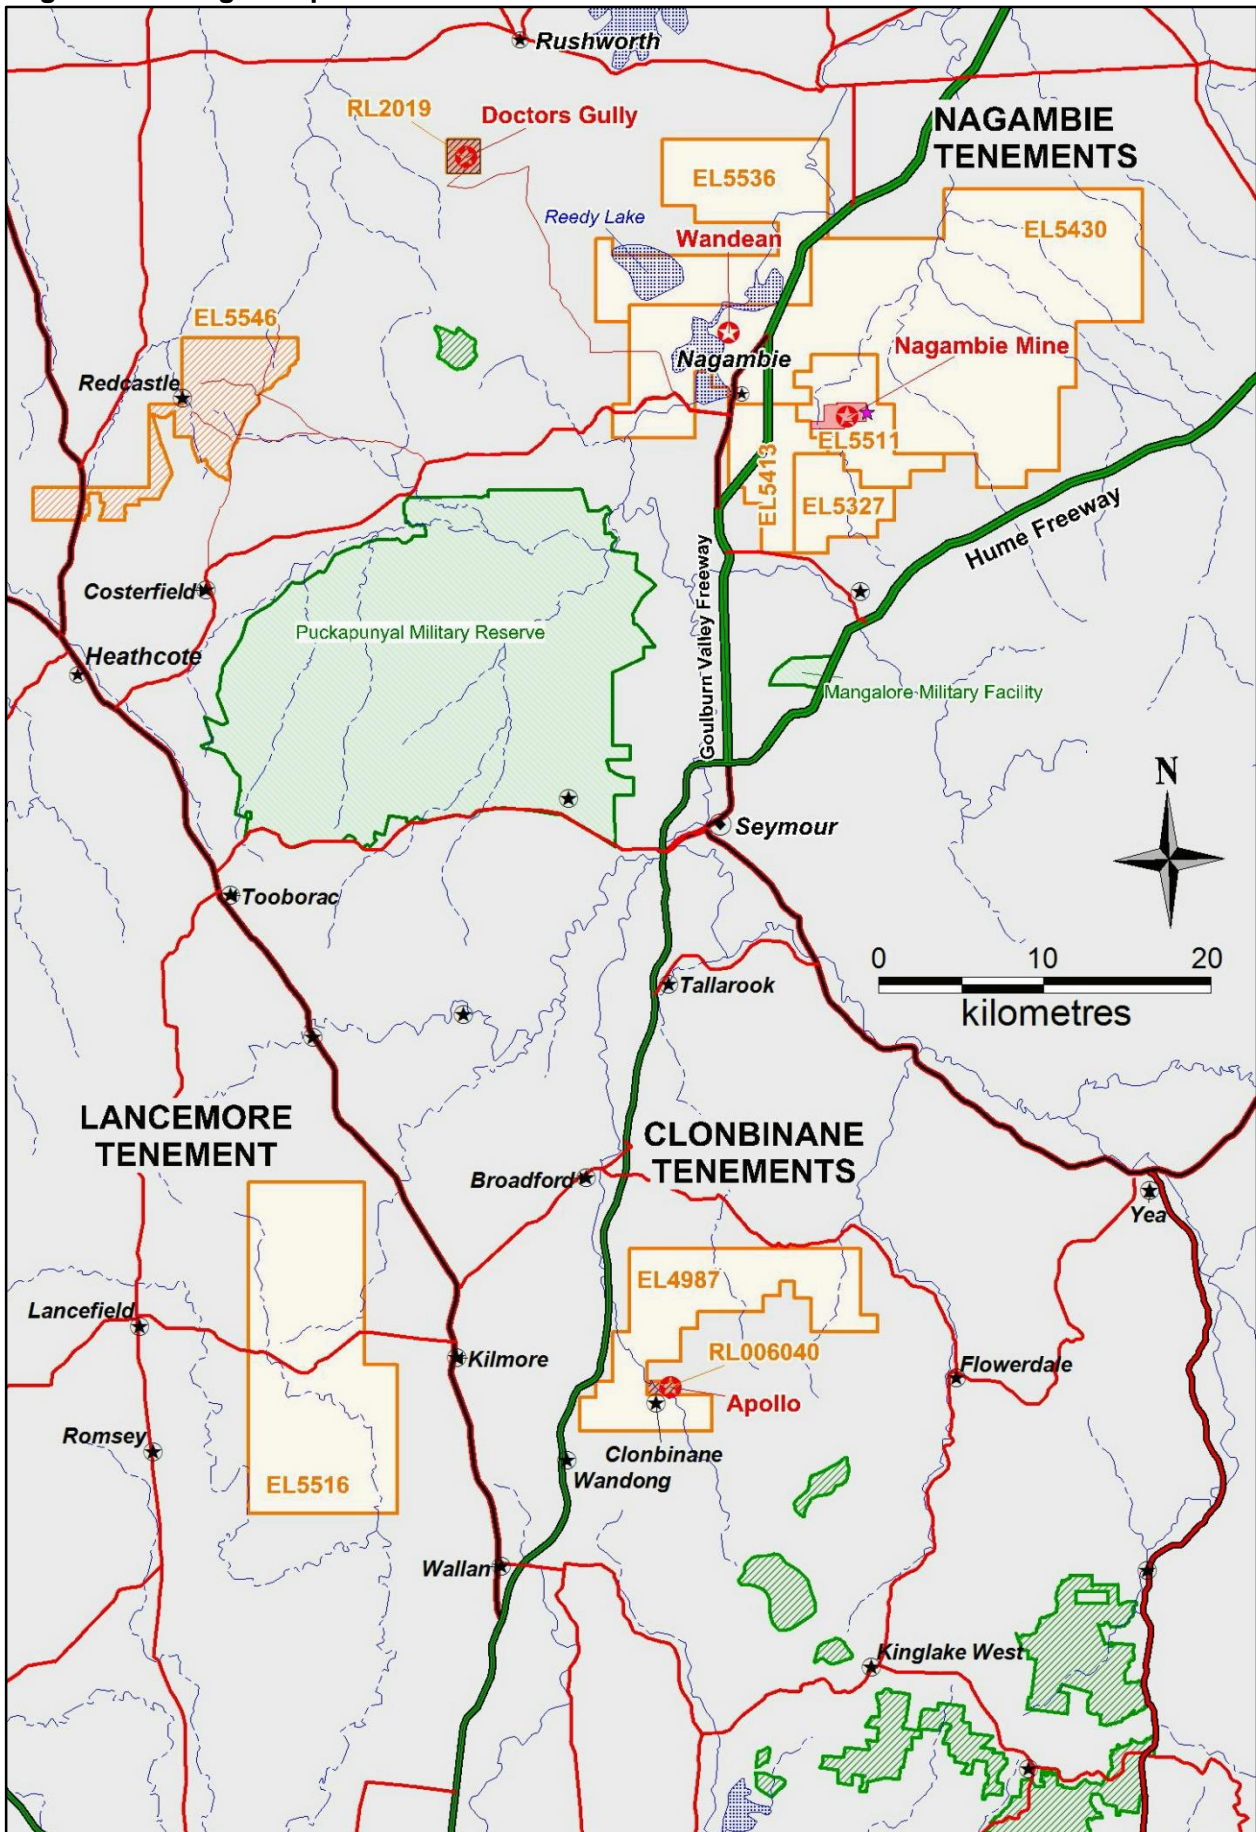 Rushworth
RL2019
Doctors Gully
NAGAMBIE
TENEMENTS
EL5536
Reedy Lake
Wandean
EL5430
EL5546
Nagambie Mine
Nagambie
Redcastle
EL5511
EL5413
EL5327
Hume Freeway
Costerfield
Puckapunyal Military Reserve
Goulburn Valley Freeway
Heathcote
Mangalore Military Facility
N
Seymour
Tooborac
0 10 20
kilometres
Tallarook
LANCEMORE
TENEMENT
CLONBINANE
TENEMENTS
Broadford
Yea
EL4987
Lancefield
RL006040
Kilmore
Flowerdale
Apollo
Romsey
Clonbinane
Wandong
EL5516
Wallan
Kinglake West